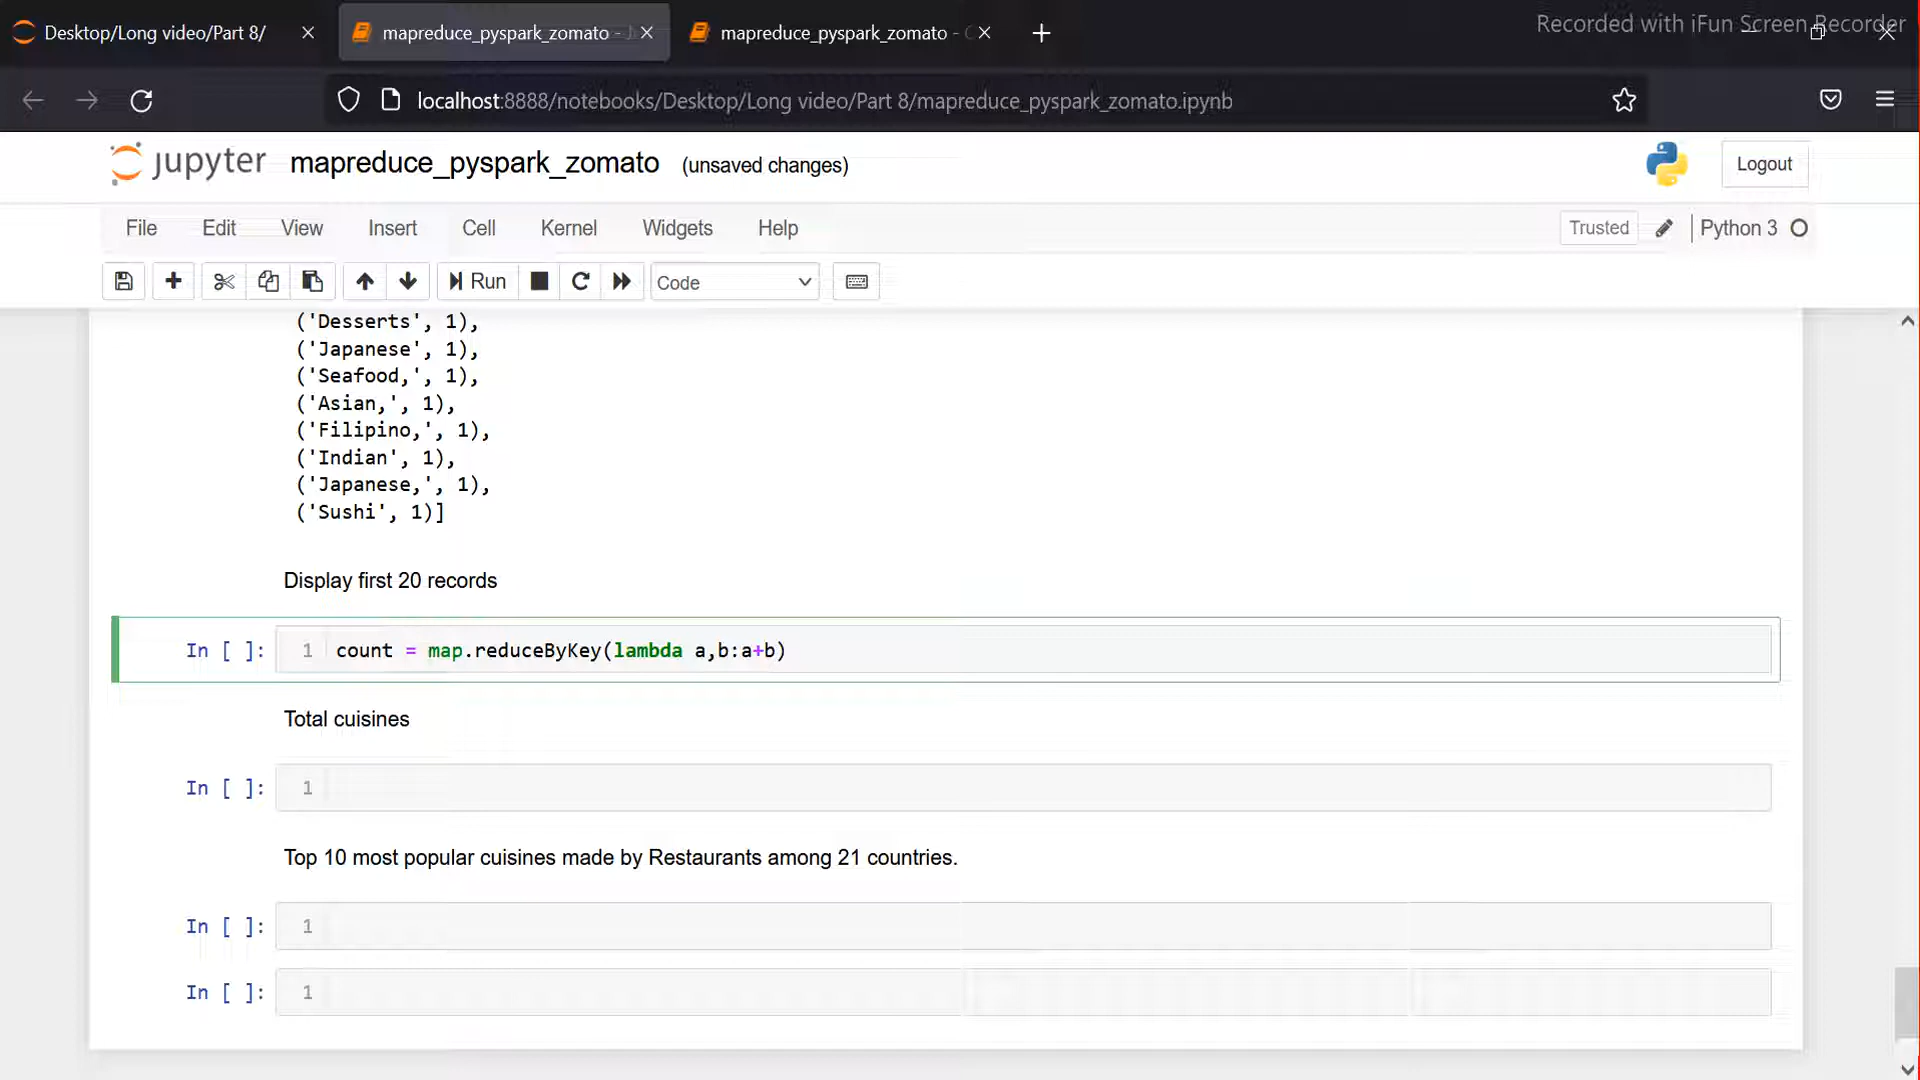 Desktop/Long video/Part 8/
mapreduce_pyspark_zomato -
mapreduce_pyspark_zomato -
Recorded with iFun Screen Recorder
localhost:8888/notebooks/Desktop/Long video/Part 8/mapreduce_pyspark_zomato.ipynb
jupyter mapreduce_pyspark_zomato (unsaved changes)
Logout
File Edit View Insert Cell Kernel Widgets Help
Trusted Python 3
Run Code
('Desserts', 1),
('Japanese', 1),
('Seafood,', 1),
('Asian,', 1),
('Filipino,', 1),
('Indian', 1),
('Japanese,', 1),
('Sushi', 1)]
Display first 20 records
In [ ]: 1 count = map.reduceByKey(lambda a,b:a+b)
Total cuisines
In [ ]: 1
Top 10 most popular cuisines made by Restaurants among 21 countries.
In [ ]: 1
In [ ]: 1